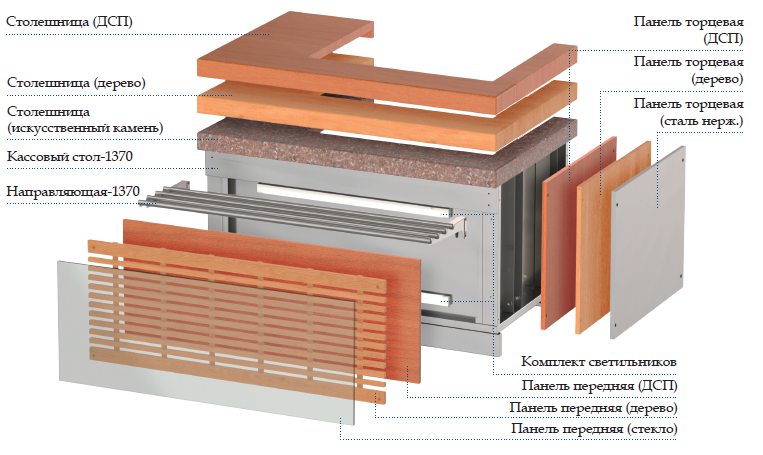 Столешница (ДСП)
Столешница (дерево)
Столешница
(искусственный камень)
Кассовый стол-1370
Направляющая-1370
Панель торцевая
(ДСП)
Панель торцевая
(дерево)
Панель торцевая
(сталь нерж.)
Комплект светильников
Панель передняя (ДСП)
Панель передняя (дерево)
Панель передняя (стекло)